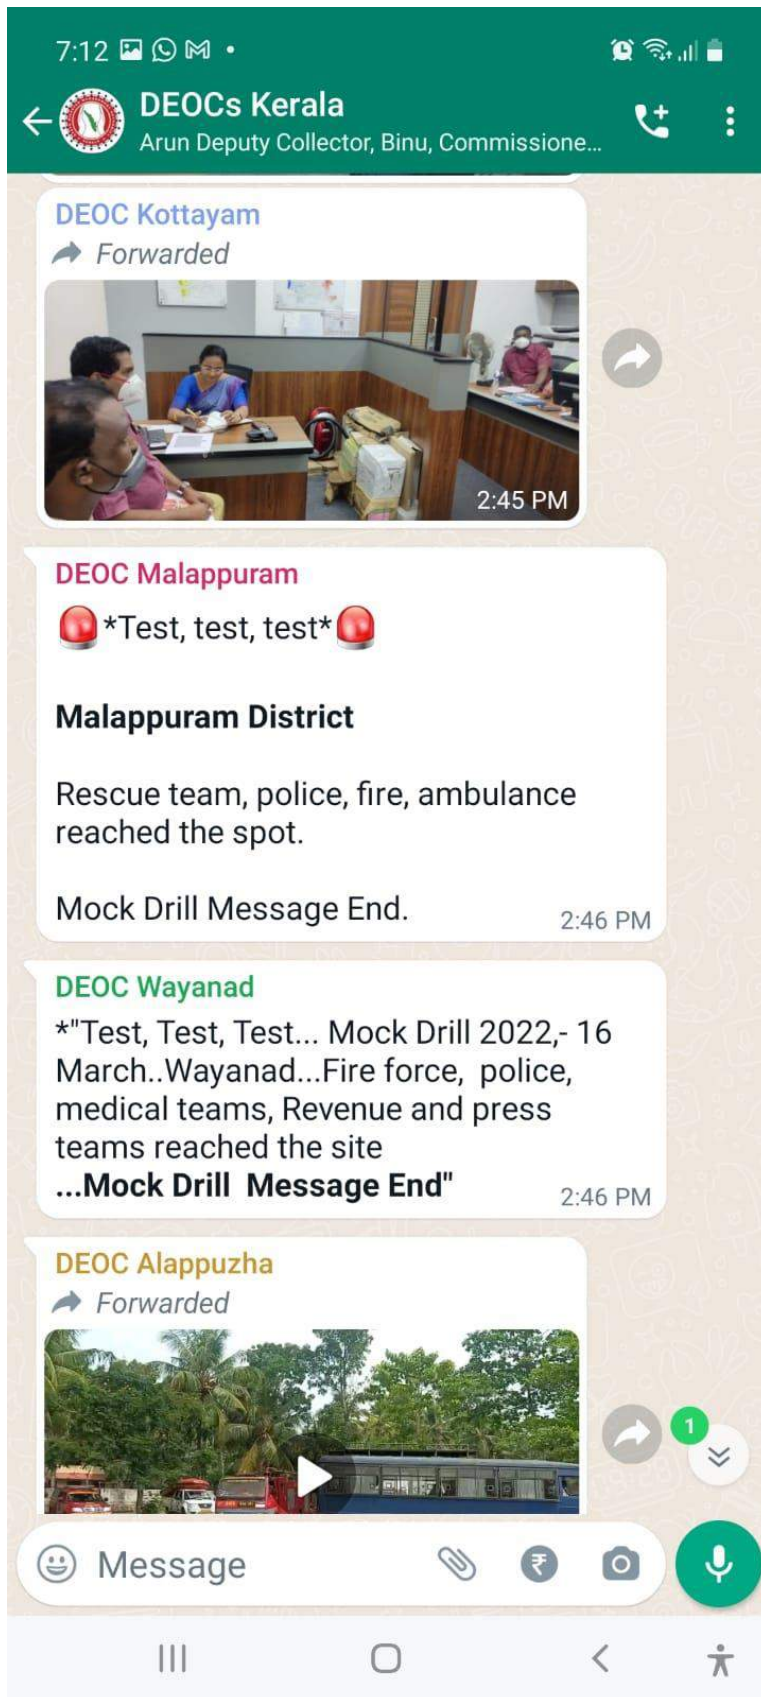 7:12
DEOCs Kerala
Arun Deputy Collector, Binu, Commissione...
DEOC Kottayam
Forwarded
2:45 PM
DEOC Malappuram
🚨*Test, test, test*🚨
Malappuram District
Rescue team, police, fire, ambulance
reached the spot.
Mock Drill Message End.
2:46 PM
DEOC Wayanad
*"Test, Test, Test... Mock Drill 2022,- 16
March..Wayanad...Fire force,  police,
medical teams, Revenue and press
teams reached the site
...Mock Drill  Message End"
2:46 PM
DEOC Alappuzha
Forwarded
1
Message